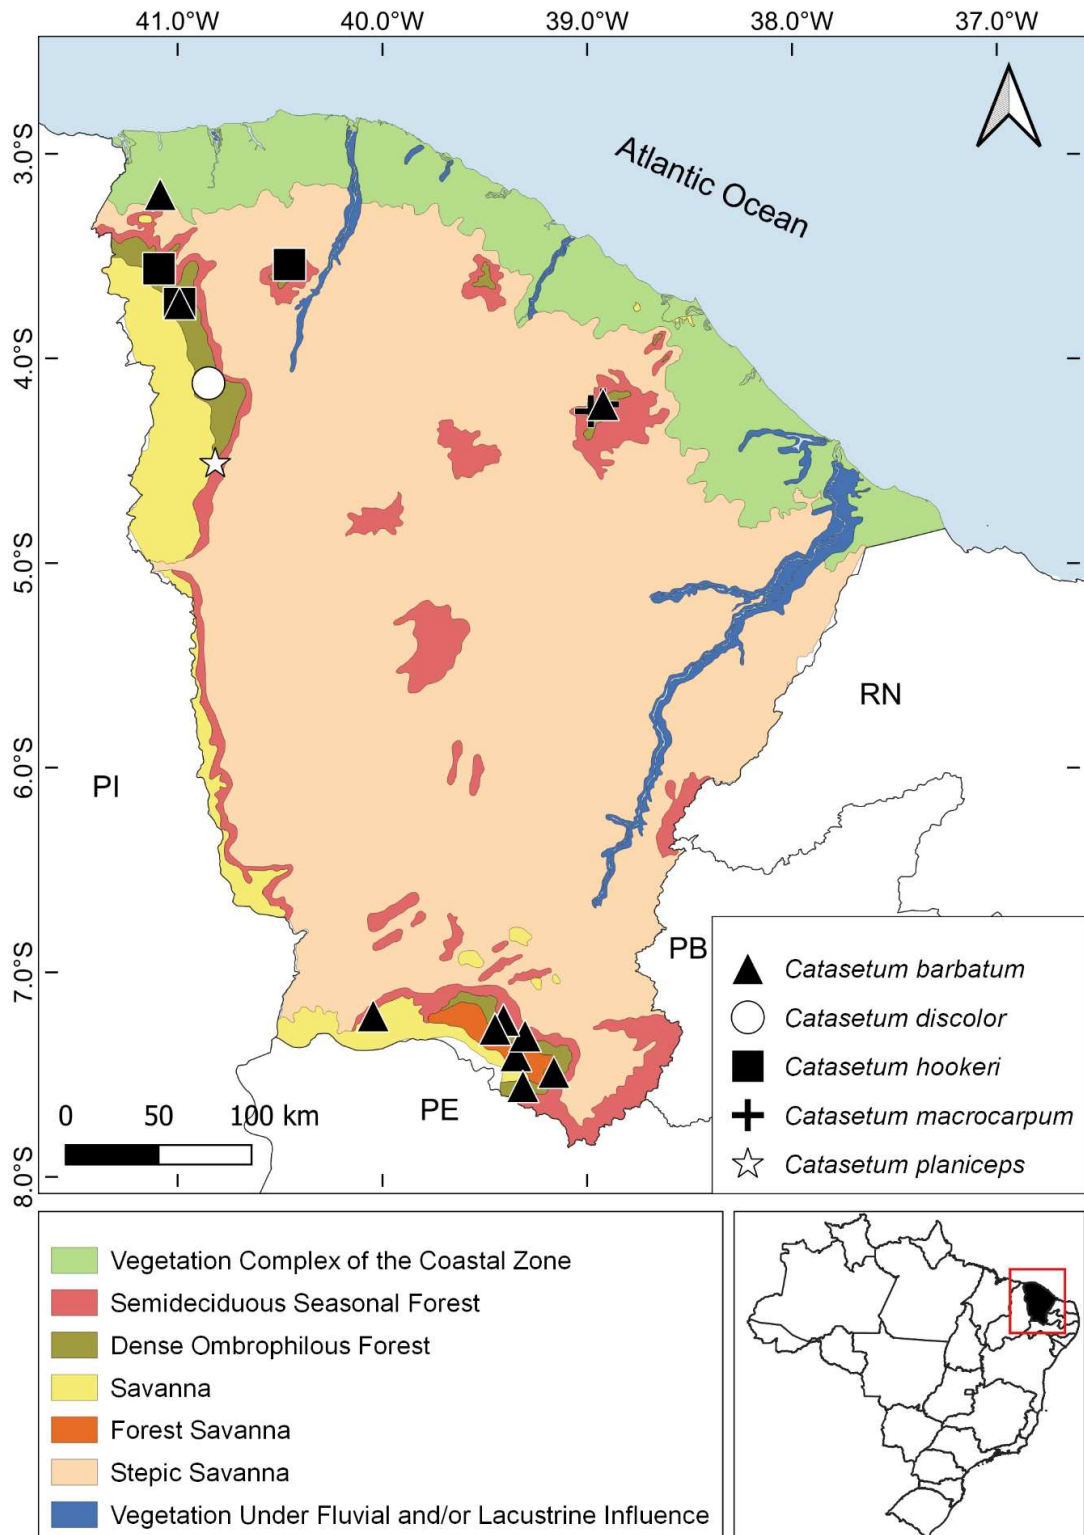 41.0°W 40.0°W 39.0°W 38.0°W 37.0°W
3.0°S
Atlantic Ocean
4.0°S
5.0°S
RN
6.0°S
PI
PB
7.0°S
Catasetum barbatum
Catasetum discolor
Catasetum hookeri
PE
0 50 100 km
Catasetum macrocarpum
Catasetum planiceps
8.0°S
Vegetation Complex of the Coastal Zone
Semideciduous Seasonal Forest
Dense Ombrophilous Forest
Savanna
Forest Savanna
Stepic Savanna
Vegetation Under Fluvial and/or Lacustrine Influence